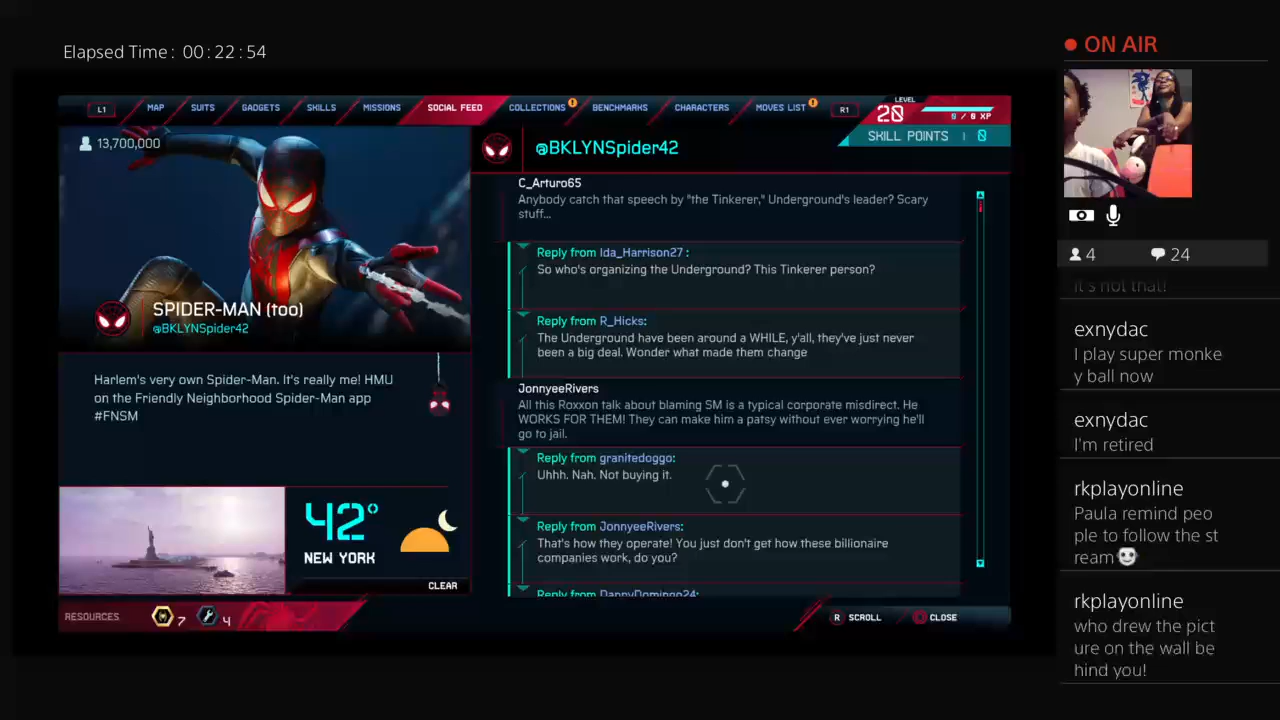 Elapsed Time: 00:22:54
ON AIR
L1
MAP
SUITS
GADGETS
SKILLS
MISSIONS
SOCIAL FEED
COLLECTIONS
BENCHMARKS
CHARACTERS
MOVES LIST
R1
LEVEL
20
0 / 0 XP
SKILL POINTS | 0
13,700,000
SPIDER-MAN (too)
@BKLYNSpider42
Harlem's very own Spider-Man. It's really me! HMU
on the Friendly Neighborhood Spider-Man app
#FNSM
42°
NEW YORK
CLEAR
@BKLYNSpider42
C_Arturo65
Anybody catch that speech by "the Tinkerer," Underground's leader? Scary
stuff...
Reply from Ida_Harrison27 :
So who's organizing the Underground? This Tinkerer person?
Reply from R_Hicks:
The Underground have been around a WHILE, y'all, they've just never
been a big deal. Wonder what made them change
JonnyeeRivers
All this Roxxon talk about blaming SM is a typical corporate misdirect. He
WORKS FOR THEM! They can make him a patsy without ever worrying he'll
go to jail.
Reply from granitedoggo:
Uhhh. Nah. Not buying it.
Reply from JonnyeeRivers:
That's how they operate! You just don't get how these billionaire
companies work, do you?
Reply from DannyDomingo24:
RESOURCES
7
4
R SCROLL
CLOSE
4
24
it's not that!
exnydac
I play super monke
y ball now
exnydac
I'm retired
rkplayonline
Paula remind peo
ple to follow the st
ream
rkplayonline
who drew the pict
ure on the wall be
hind you!